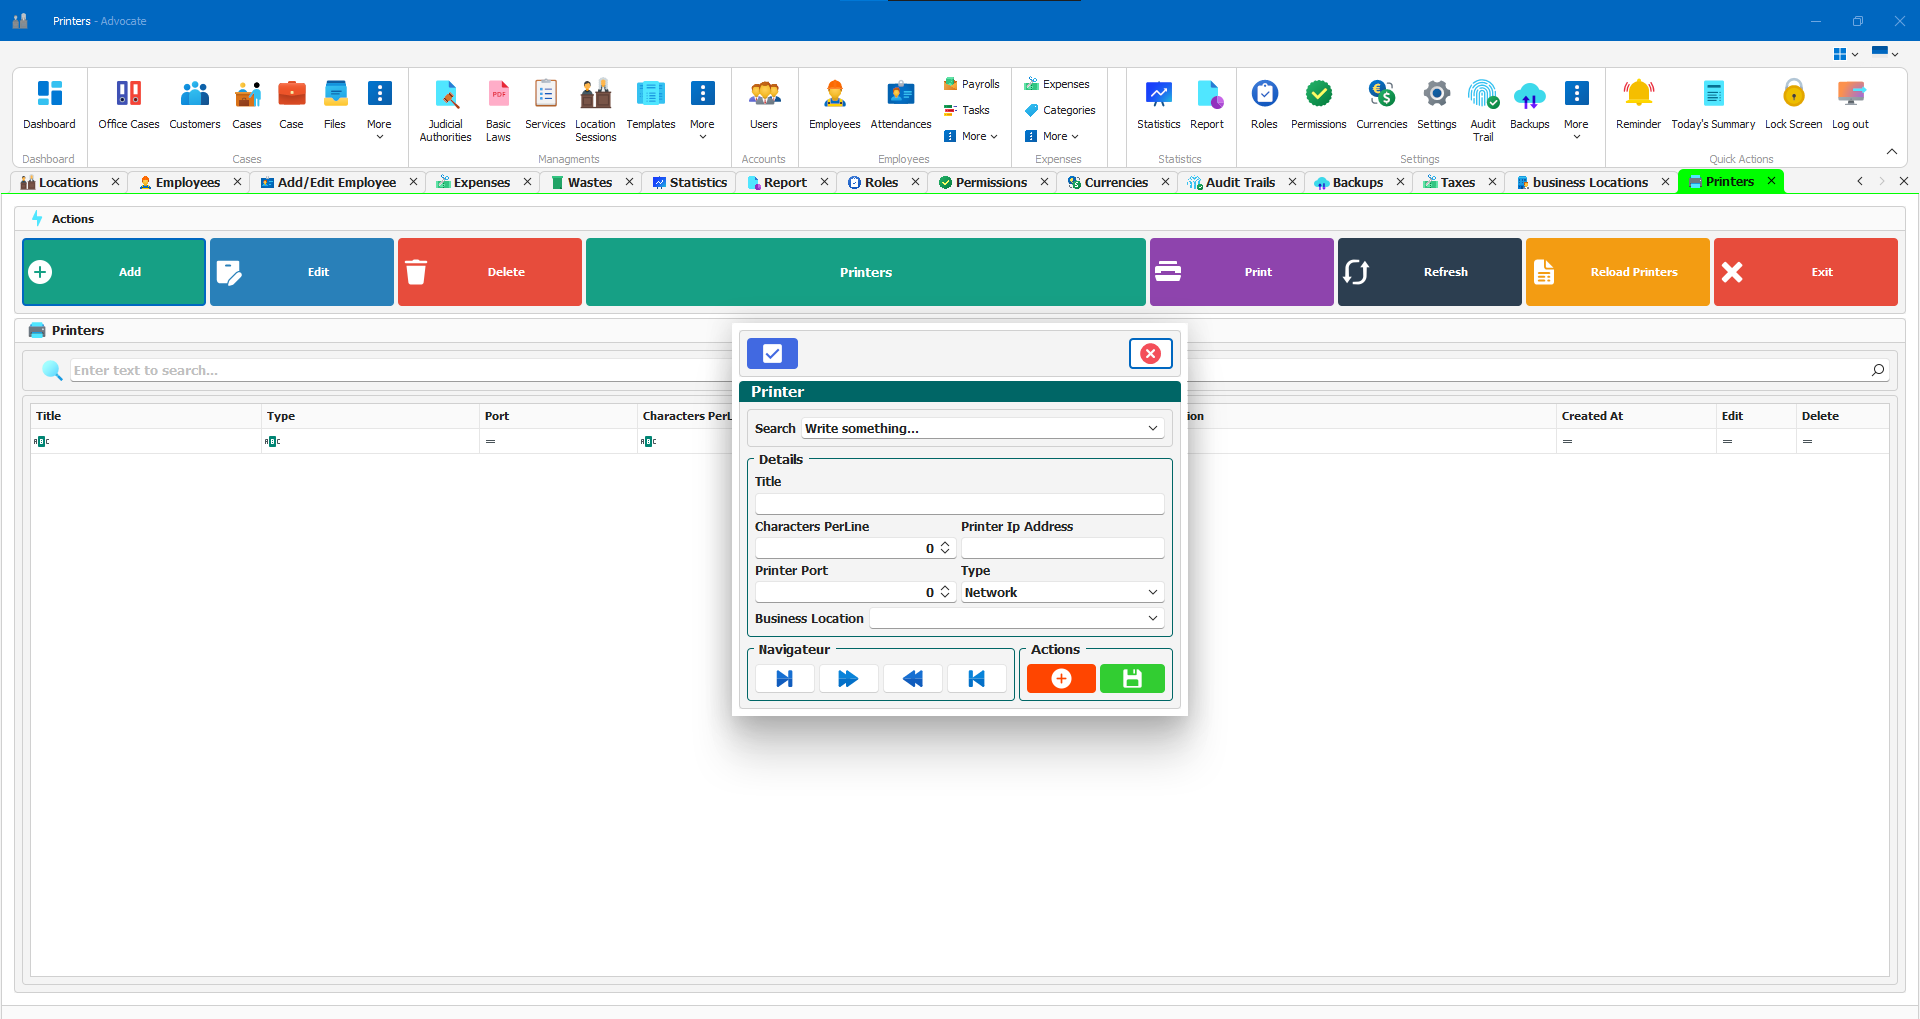 Printers - Advocate
Dashboard
Office Cases
Customers
Cases
Case
Files
More
Judicial Authorities
Basic Laws
Services
Location Sessions
Templates
More
Users
Employees
Attendances
Payrolls
Tasks
More
Expenses
Categories
More
Statistics
Report
Roles
Permissions
Currencies
Settings
Audit Trail
Backups
More
Reminder
Today's Summary
Lock Screen
Log out
Dashboard
Cases
Managments
Accounts
Employees
Expenses
Statistics
Settings
Quick Actions
Locations
Employees
Add/Edit Employee
Expenses
Wastes
Statistics
Report
Roles
Permissions
Currencies
Audit Trails
Backups
Taxes
business Locations
Printers
Actions
Add
Edit
Delete
Printers
Print
Refresh
Reload Printers
Exit
Printers
Enter text to search...
Title
Type
Port
Characters PerL
ion
Created At
Edit
Delete
Printer
Search
Write something...
Details
Title
Characters PerLine
Printer Ip Address
0
Printer Port
Type
0
Network
Business Location
Navigateur
Actions